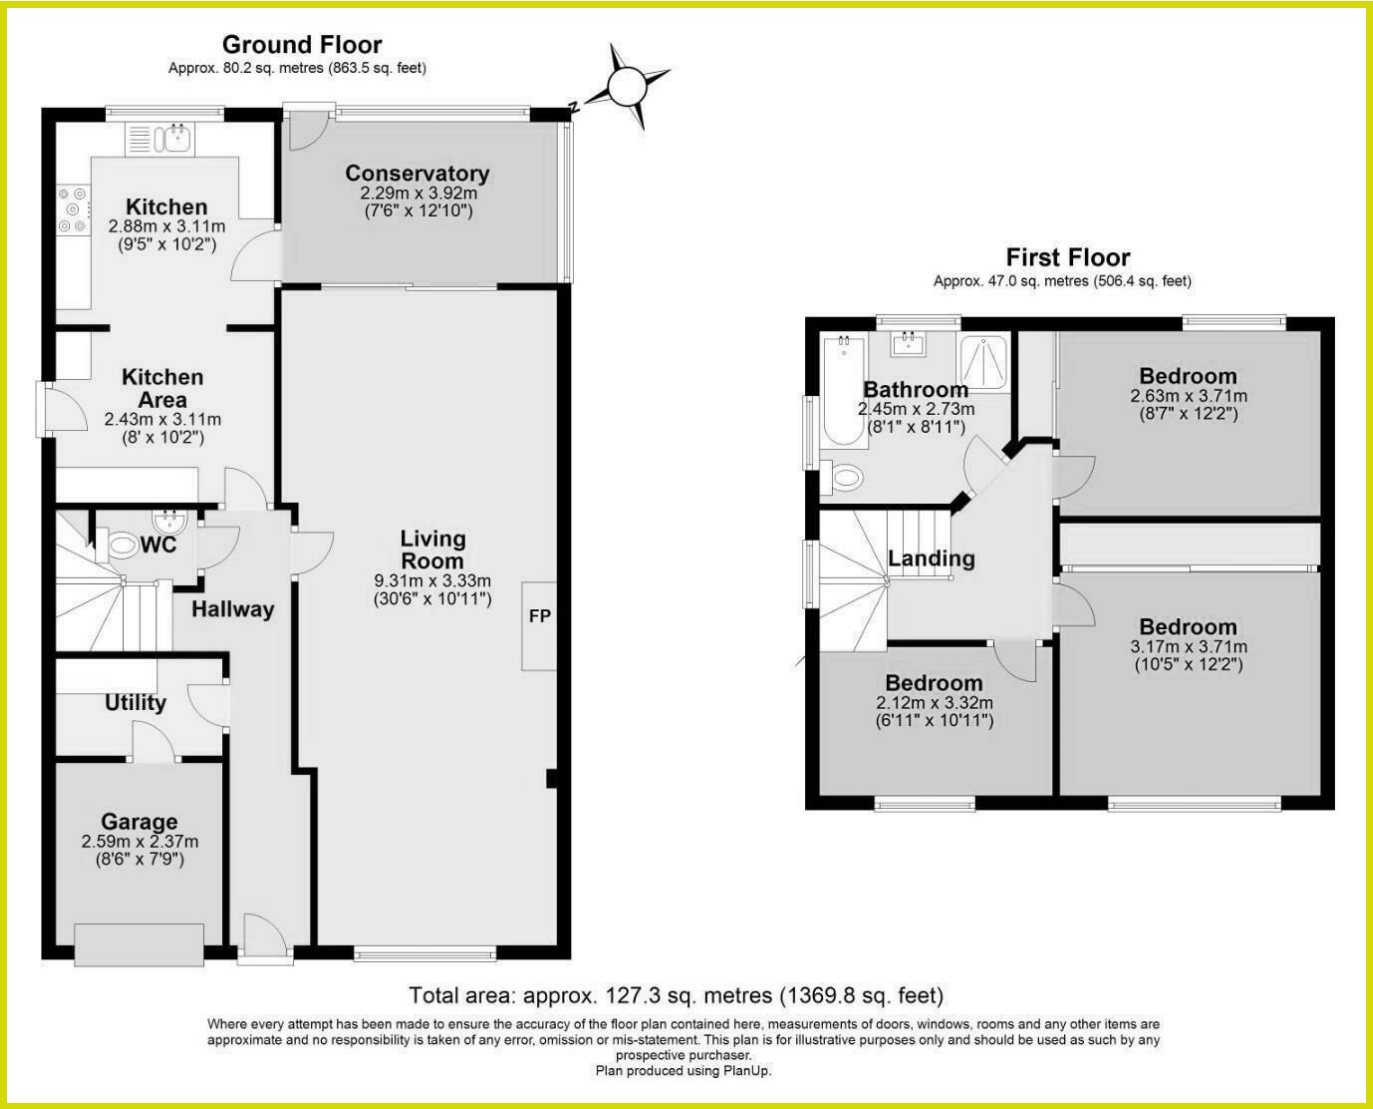 Ground Floor
Approx. 80.2 sq. metres (863.5 sq. feet)
N
Conservatory
2.29m x 3.92m
(7'6" x 12'10")
Kitchen
2.88m x 3.11m
(9'5" x 10'2")
Kitchen
Area
2.43m x 3.11m
(8' x 10'2")
WC
Living
Room
9.31m x 3.33m
(30'6" x 10'11")
FP
Hallway
Utility
Garage
2.59m x 2.37m
(8'6" x 7'9")
First Floor
Approx. 47.0 sq. metres (506.4 sq. feet)
Bathroom
2.45m x 2.73m
(8'1" x 8'11")
Bedroom
2.63m x 3.71m
(8'7" x 12'2")
Landing
Bedroom
3.17m x 3.71m
(10'5" x 12'2")
Bedroom
2.12m x 3.32m
(6'11" x 10'11")
Total area: approx. 127.3 sq. metres (1369.8 sq. feet)
Where every attempt has been made to ensure the accuracy of the floor plan contained here, measurements of doors, windows, rooms and any other items are
approximate and no responsibility is taken of any error, omission or mis-statement. This plan is for illustrative purposes only and should be used as such by any
prospective purchaser.
Plan produced using PlanUp.